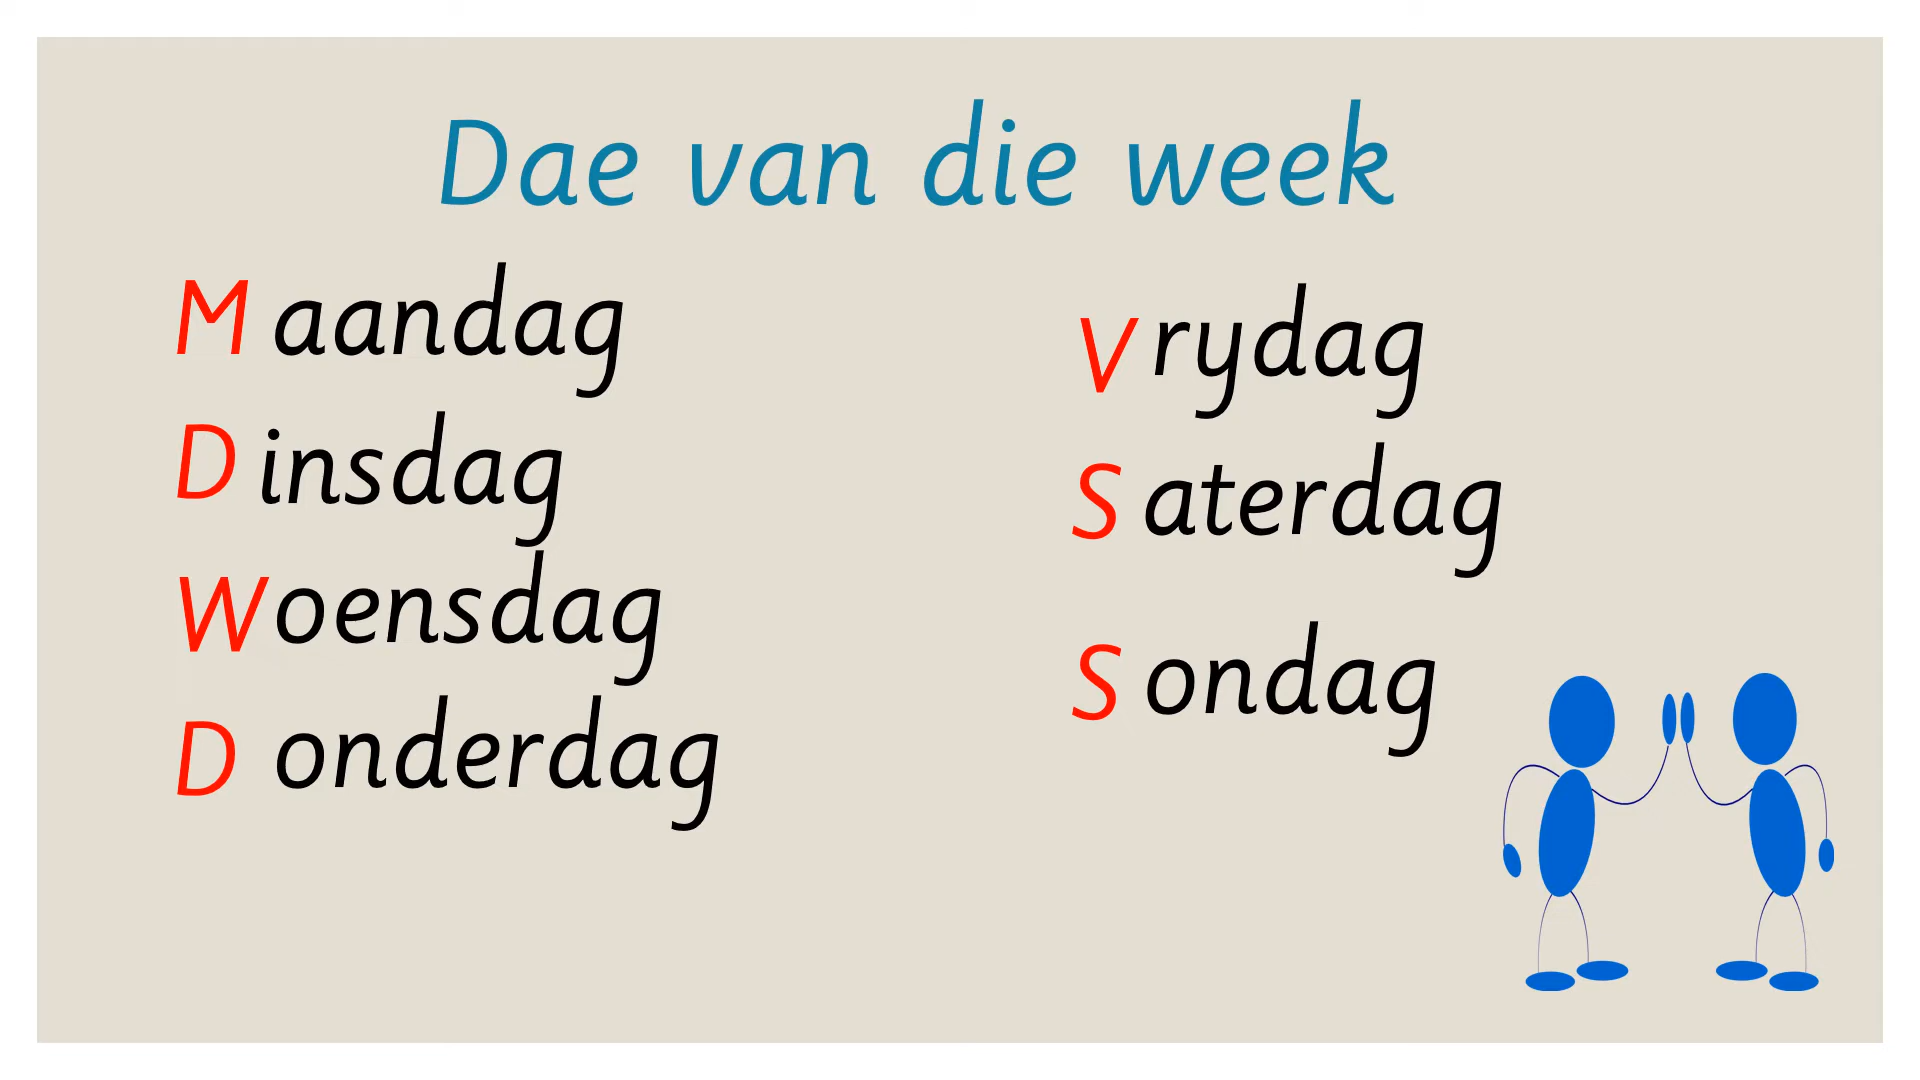 Dae van die week
Maandag
Dinsdag
Woensdag
Donderdag
Vrydag
Saterdag
Sondag